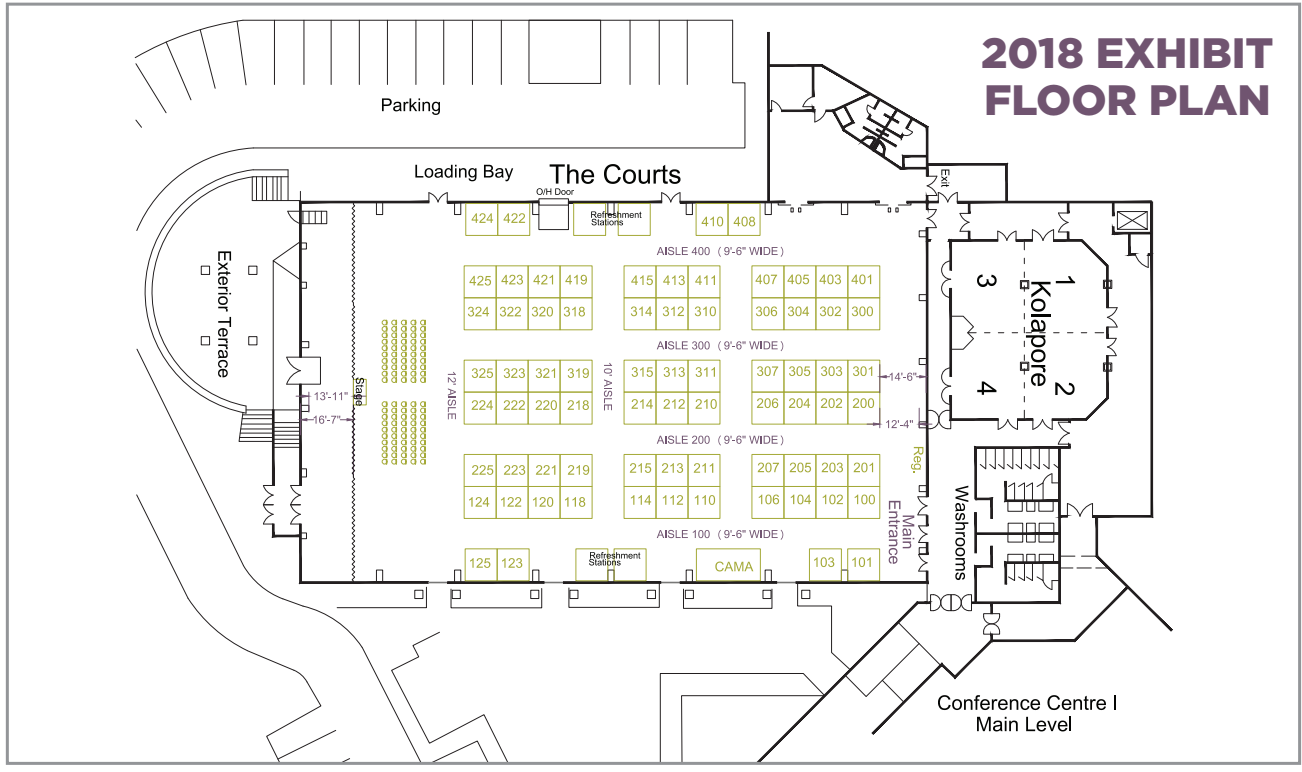 2018 EXHIBIT
FLOOR PLAN
Parking
Loading Bay
The Courts
O/H Door
Exit
424 422
Refreshment
Stations
410 408
AISLE 400 ( 9'-6" WIDE )
425 423 421 419 415 413 411 407 405 403 401
324 322 320 318 314 312 310 306 304 302 300
AISLE 300 ( 9'-6" WIDE )
325 323 321 319 315 313 311 307 305 303 301
224 222 220 218 214 212 210 206 204 202 200
AISLE 200 ( 9'-6" WIDE )
225 223 221 219 215 213 211 207 205 203 201
124 122 120 118 114 112 110 106 104 102 100
AISLE 100 ( 9'-6" WIDE )
125 123
Refreshment
Stations
CAMA
103 101
12' AISLE
10' AISLE
Exterior Terrace
Stage
13'-11"
16'-7"
14'-6"
12'-4"
Reg.
Main
Entrance
Washrooms
Kolapore
1
3
2
4
Conference Centre I
Main Level